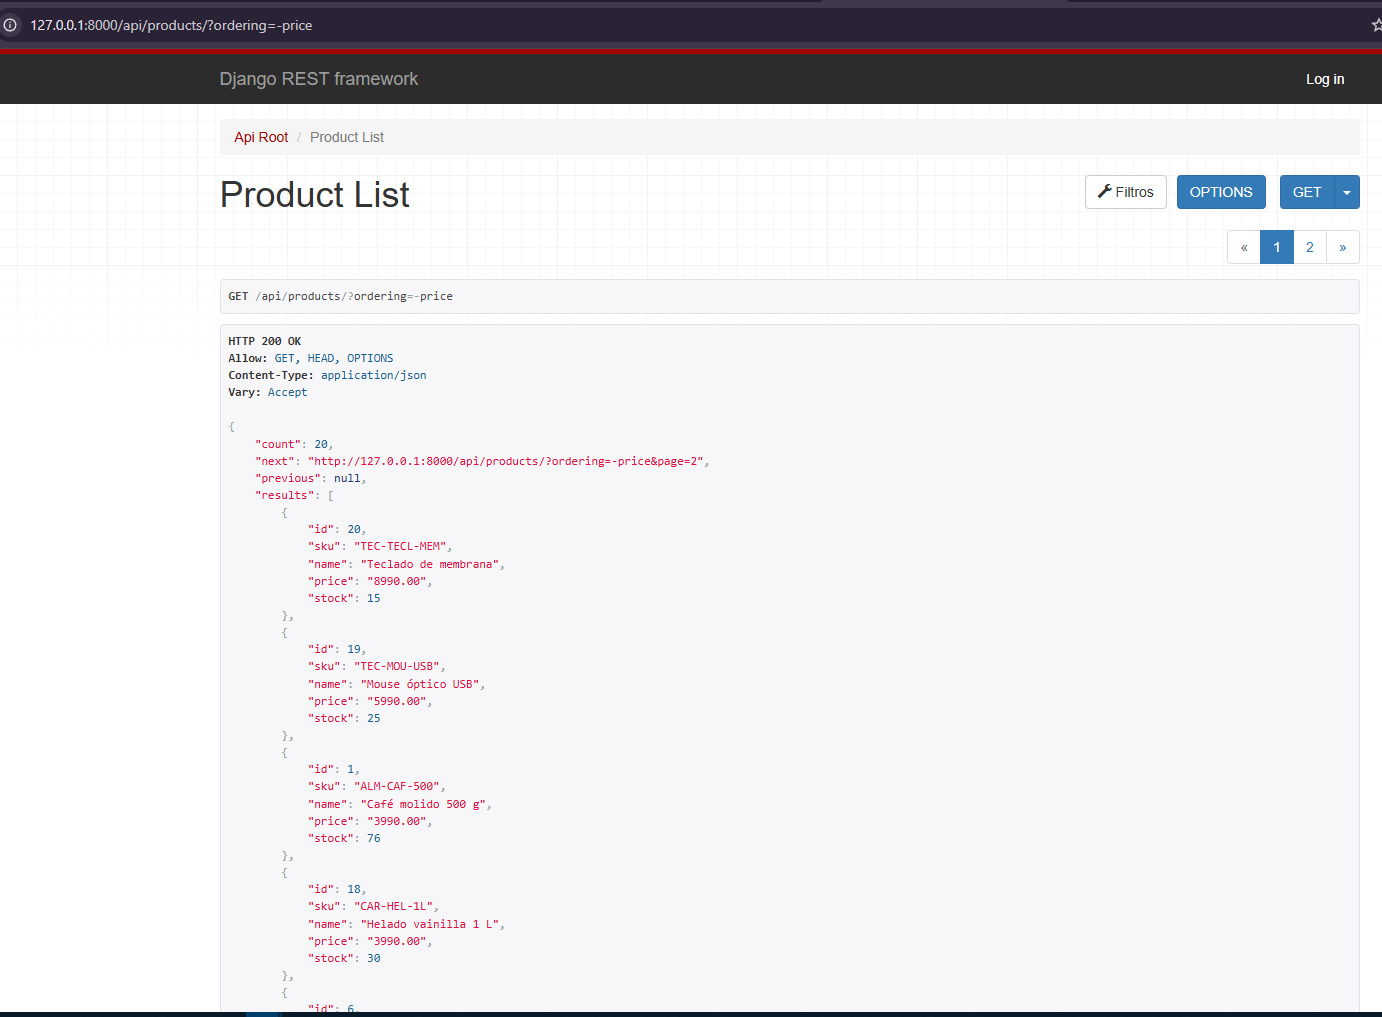 127.0.0.1:8000/api/products/?ordering=-price
Django REST framework
Log in
Api Root / Product List
Product List
Filtros
OPTIONS
GET
« 1 2 »
GET /api/products/?ordering=-price
HTTP 200 OK
Allow: GET, HEAD, OPTIONS
Content-Type: application/json
Vary: Accept
{
"count": 20,
"next": "http://127.0.0.1:8000/api/products/?ordering=-price&page=2",
"previous": null,
"results": [
{
"id": 20,
"sku": "TEC-TECL-MEM",
"name": "Teclado de membrana",
"price": "8990.00",
"stock": 15
},
{
"id": 19,
"sku": "TEC-MOU-USB",
"name": "Mouse óptico USB",
"price": "5990.00",
"stock": 25
},
{
"id": 1,
"sku": "ALM-CAF-500",
"name": "Café molido 500 g",
"price": "3990.00",
"stock": 76
},
{
"id": 18,
"sku": "CAR-HEL-1L",
"name": "Helado vainilla 1 L",
"price": "3990.00",
"stock": 30
},
{
"id": 6,